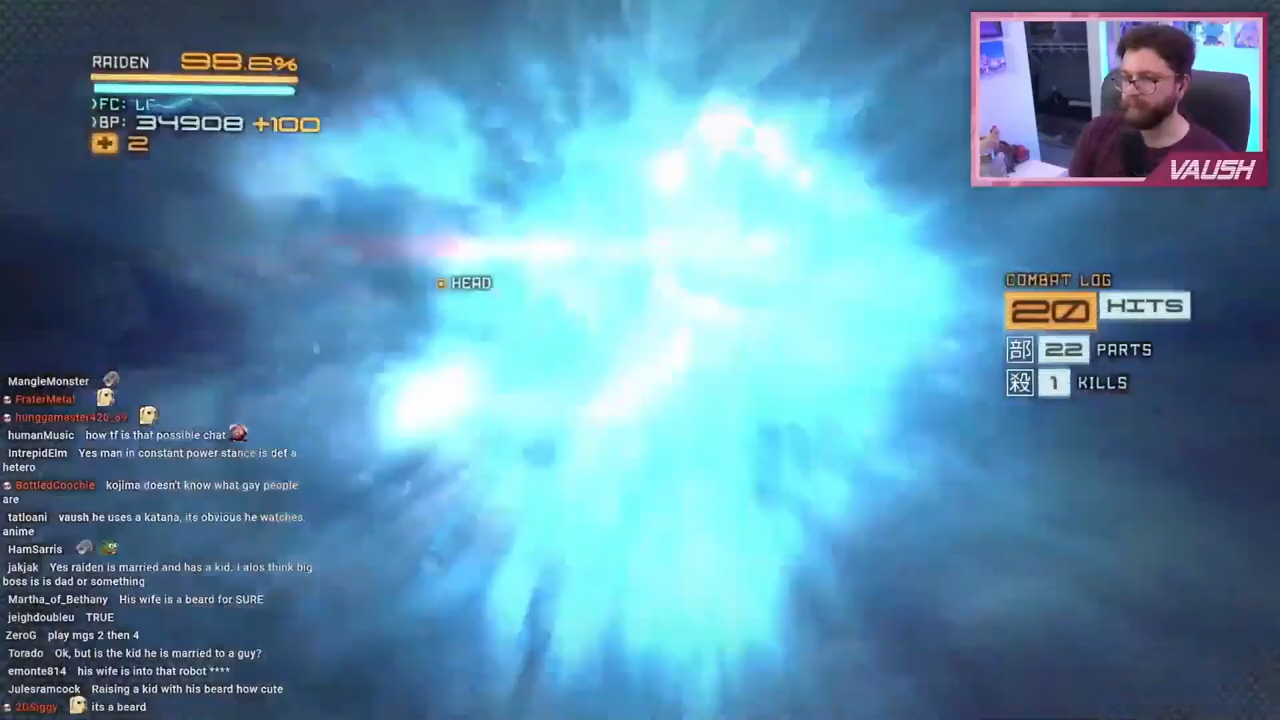 RAIDEN 98.2%
FC: LF
BP: 34908 +100
2
VAUSH
HEAD
COMBAT LOG
20 HITS
部 22 PARTS
殺 1 KILLS
MangleMonster
FraterMetal
hunggamaster420_69
humanMusic how tf is that possible chat
IntrepidElm Yes man in constant power stance is def a
hetero
BottledCoochie kojima doesn't know what gay people
are
tatloani vaush he uses a katana, its obvious he watches
anime
HamSarris
jakjak Yes raiden is married and has a kid. I alos think big
boss is is dad or something
Martha_of_Bethany His wife is a beard for SURE
jeighdoubleu TRUE
ZeroG play mgs 2 then 4
Torado Ok, but is the kid he is married to a guy?
emonte814 his wife is into that robot ****
Julesramcock Raising a kid with his beard how cute
2DSiggy its a beard